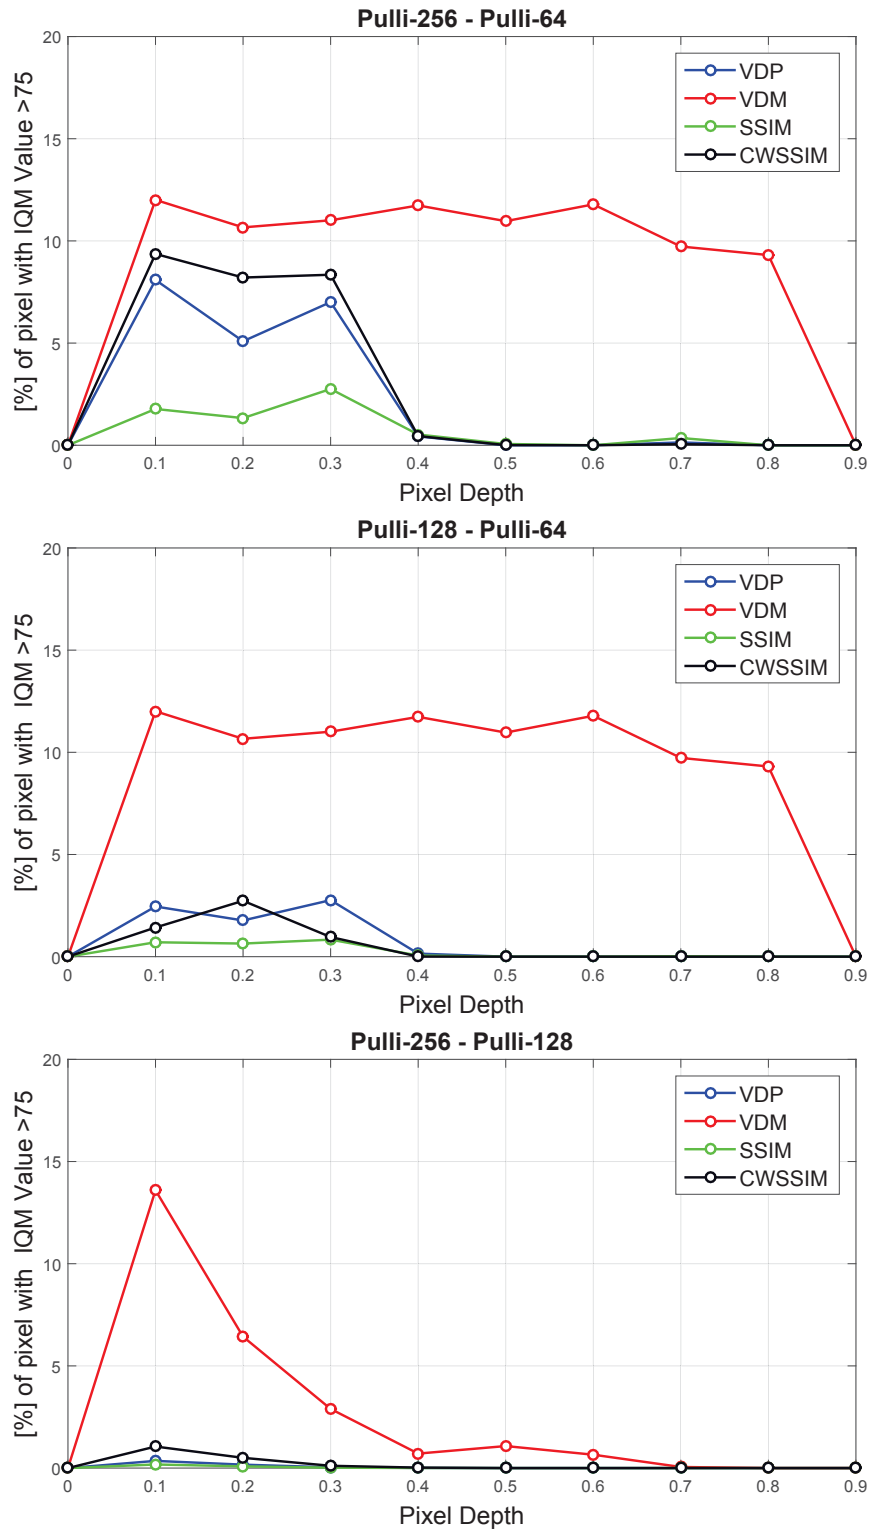 Pulli-256 - Pulli-64
[%] of pixel with IQM Value >75
20
15
10
5
0
VDP
VDM
SSIM
CWSSIM
0 0.1 0.2 0.3 0.4 0.5 0.6 0.7 0.8 0.9
Pixel Depth
Pulli-128 - Pulli-64
[%] of pixel with IQM >75
20
15
10
5
0
VDP
VDM
SSIM
CWSSIM
0 0.1 0.2 0.3 0.4 0.5 0.6 0.7 0.8 0.9
Pixel Depth
Pulli-256 - Pulli-128
[%] of pixel with IQM Value >75
20
15
10
5
0
VDP
VDM
SSIM
CWSSIM
0 0.1 0.2 0.3 0.4 0.5 0.6 0.7 0.8 0.9
Pixel Depth